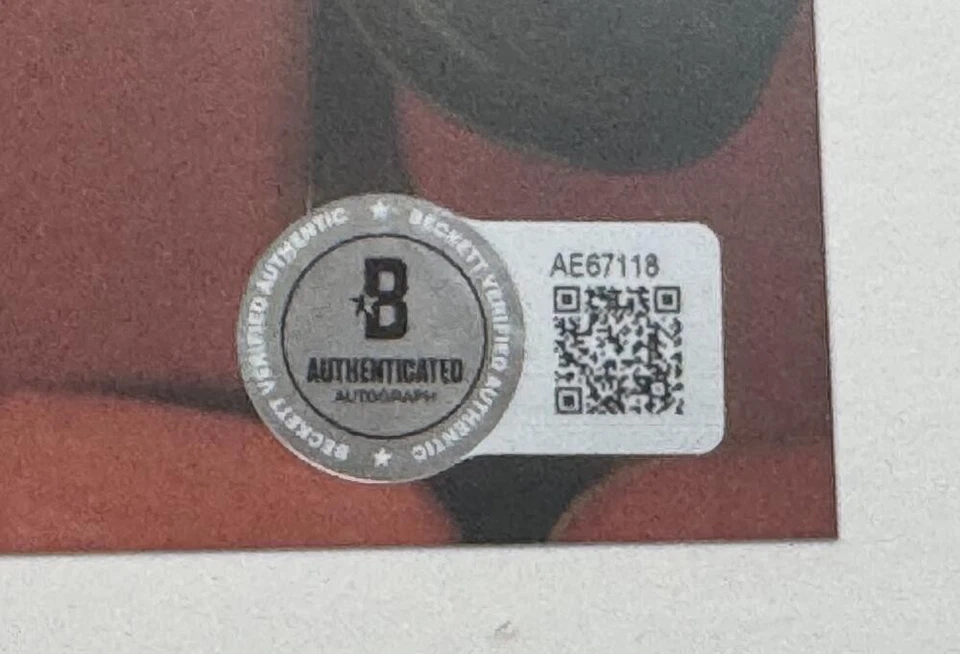 BECKETT VERIFIED AUTHENTIC ★ BECKETT VERIFIED AUTHENTIC ★
B
AUTHENTICATED
AUTOGRAPH
AE67118